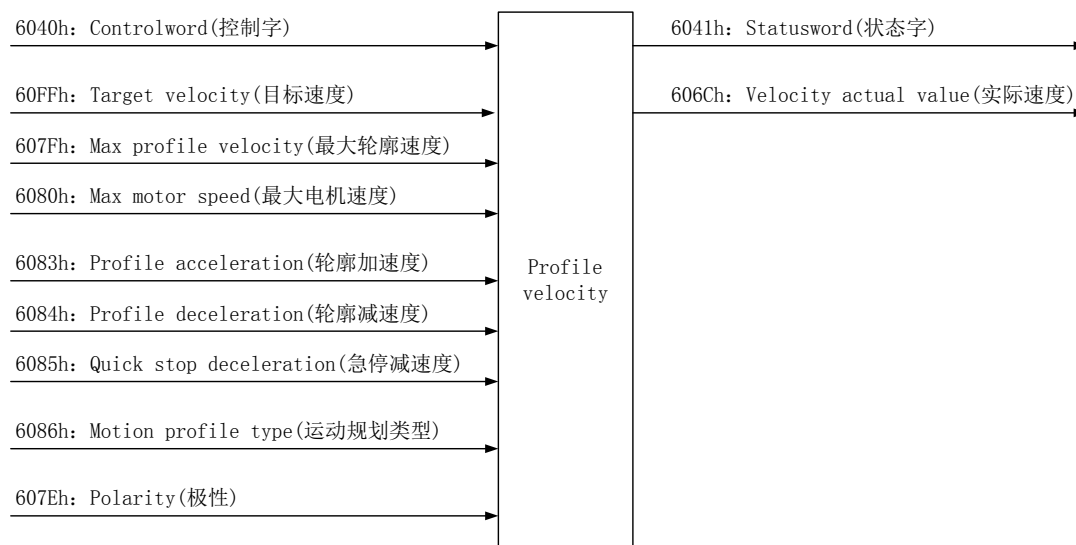 6040h: Controlword(控制字)
60FFh: Target velocity(目标速度)
607Fh: Max profile velocity(最大轮廓速度)
6080h: Max motor speed(最大电机速度)
6083h: Profile acceleration(轮廓加速度)
6084h: Profile deceleration(轮廓减速度)
6085h: Quick stop deceleration(急停减速度)
6086h: Motion profile type(运动规划类型)
607Eh: Polarity(极性)
Profile
velocity
6041h: Statusword(状态字)
606Ch: Velocity actual value(实际速度)